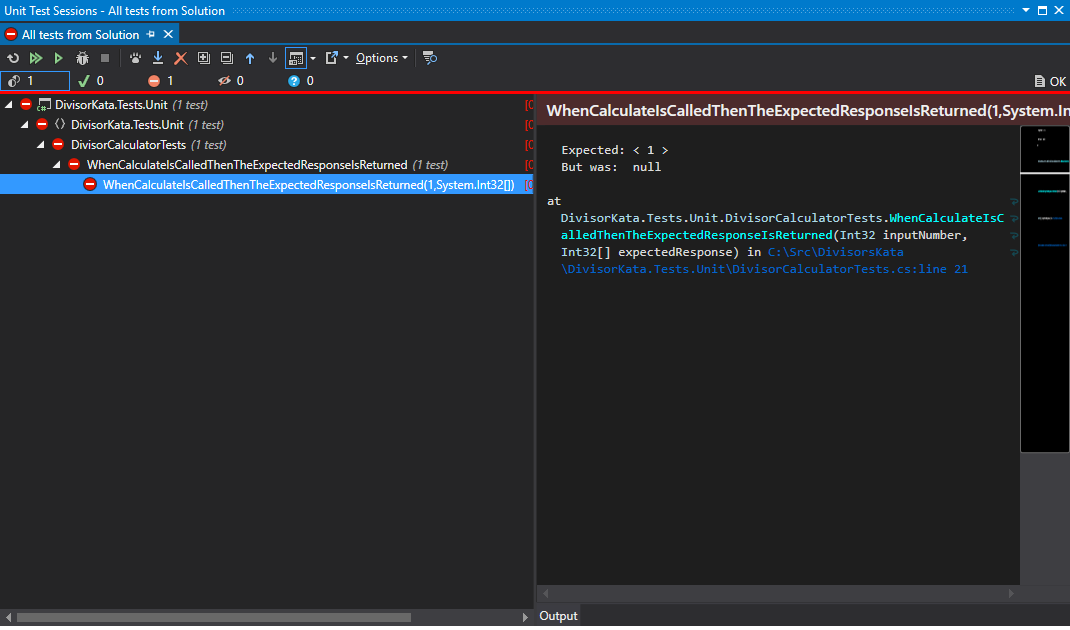 Unit Test Sessions - All tests from Solution
All tests from Solution
Options
1 0 1 0 0 OK
DivisorKata.Tests.Unit (1 test)
DivisorKata.Tests.Unit (1 test)
DivisorCalculatorTests (1 test)
WhenCalculateIsCalledThenTheExpectedResponseIsReturned (1 test)
WhenCalculateIsCalledThenTheExpectedResponseIsReturned(1,System.Int32[])
WhenCalculateIsCalledThenTheExpectedResponseIsReturned(1,System.In
Expected: < 1 >
But was: null
at
DivisorKata.Tests.Unit.DivisorCalculatorTests.WhenCalculateIsC
alledThenTheExpectedResponseIsReturned(Int32 inputNumber,
Int32[] expectedResponse) in C:\Src\DivisorsKata
\DivisorKata.Tests.Unit\DivisorCalculatorTests.cs:line 21
Output